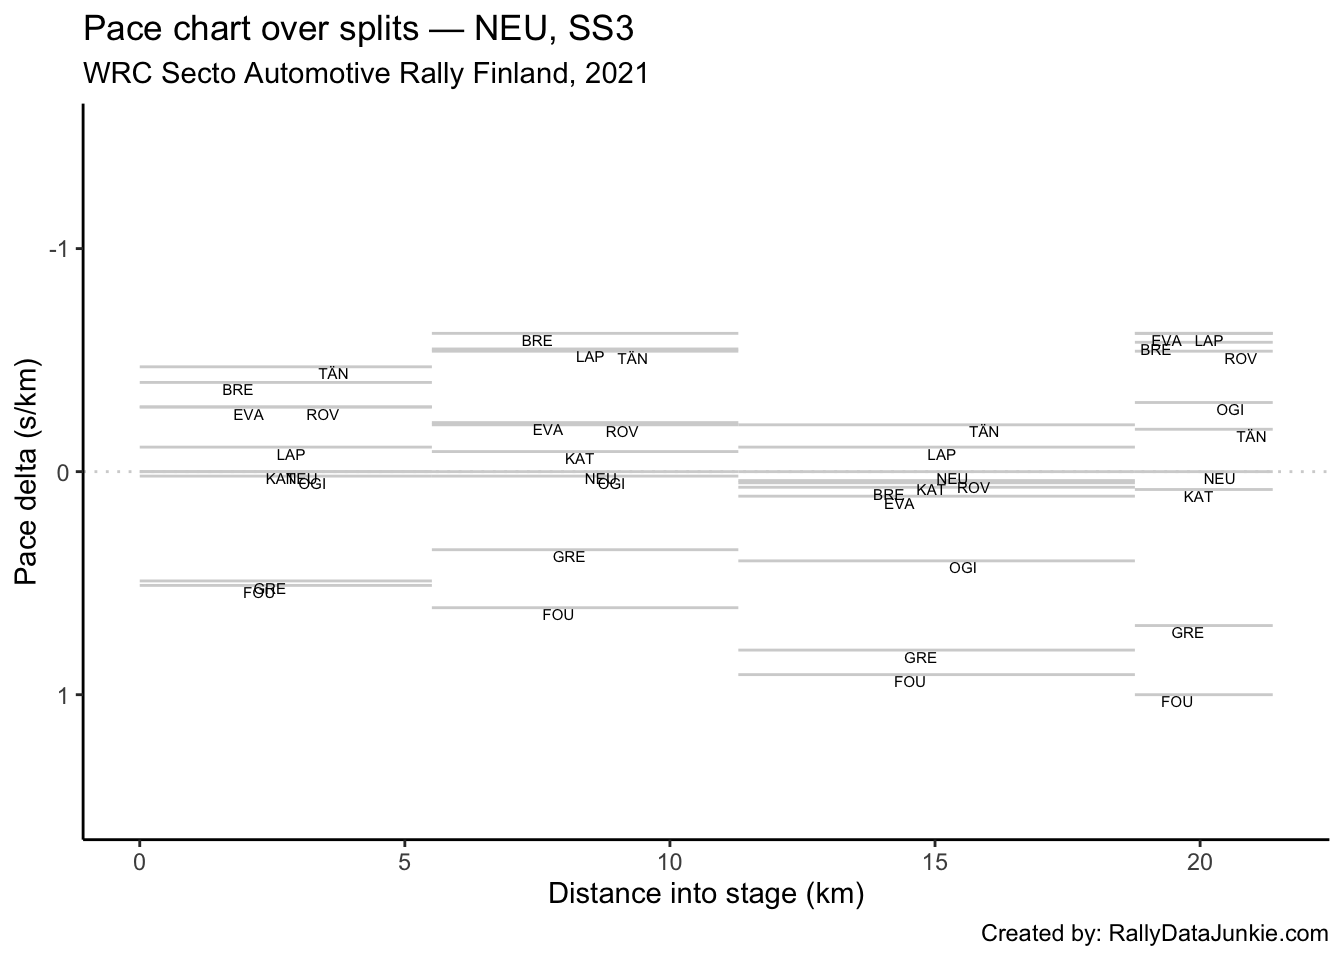 Pace chart over splits — NEU, SS3
WRC Secto Automotive Rally Finland, 2021
Pace delta (s/km)
-1
0
1
TÄN
BRE
EVA ROV
LAP
KAT NEU OGI
GRE
FOU
BRE
LAP TÄN
EVA ROV
KAT
NEU OGI
GRE
FOU
TÄN
LAP
NEU
KAT ROV
BRE
EVA
OGI
GRE
FOU
EVA LAP
BRE
ROV
OGI
TÄN
NEU
KAT
GRE
FOU
0 5 10 15 20
Distance into stage (km)
Created by: RallyDataJunkie.com